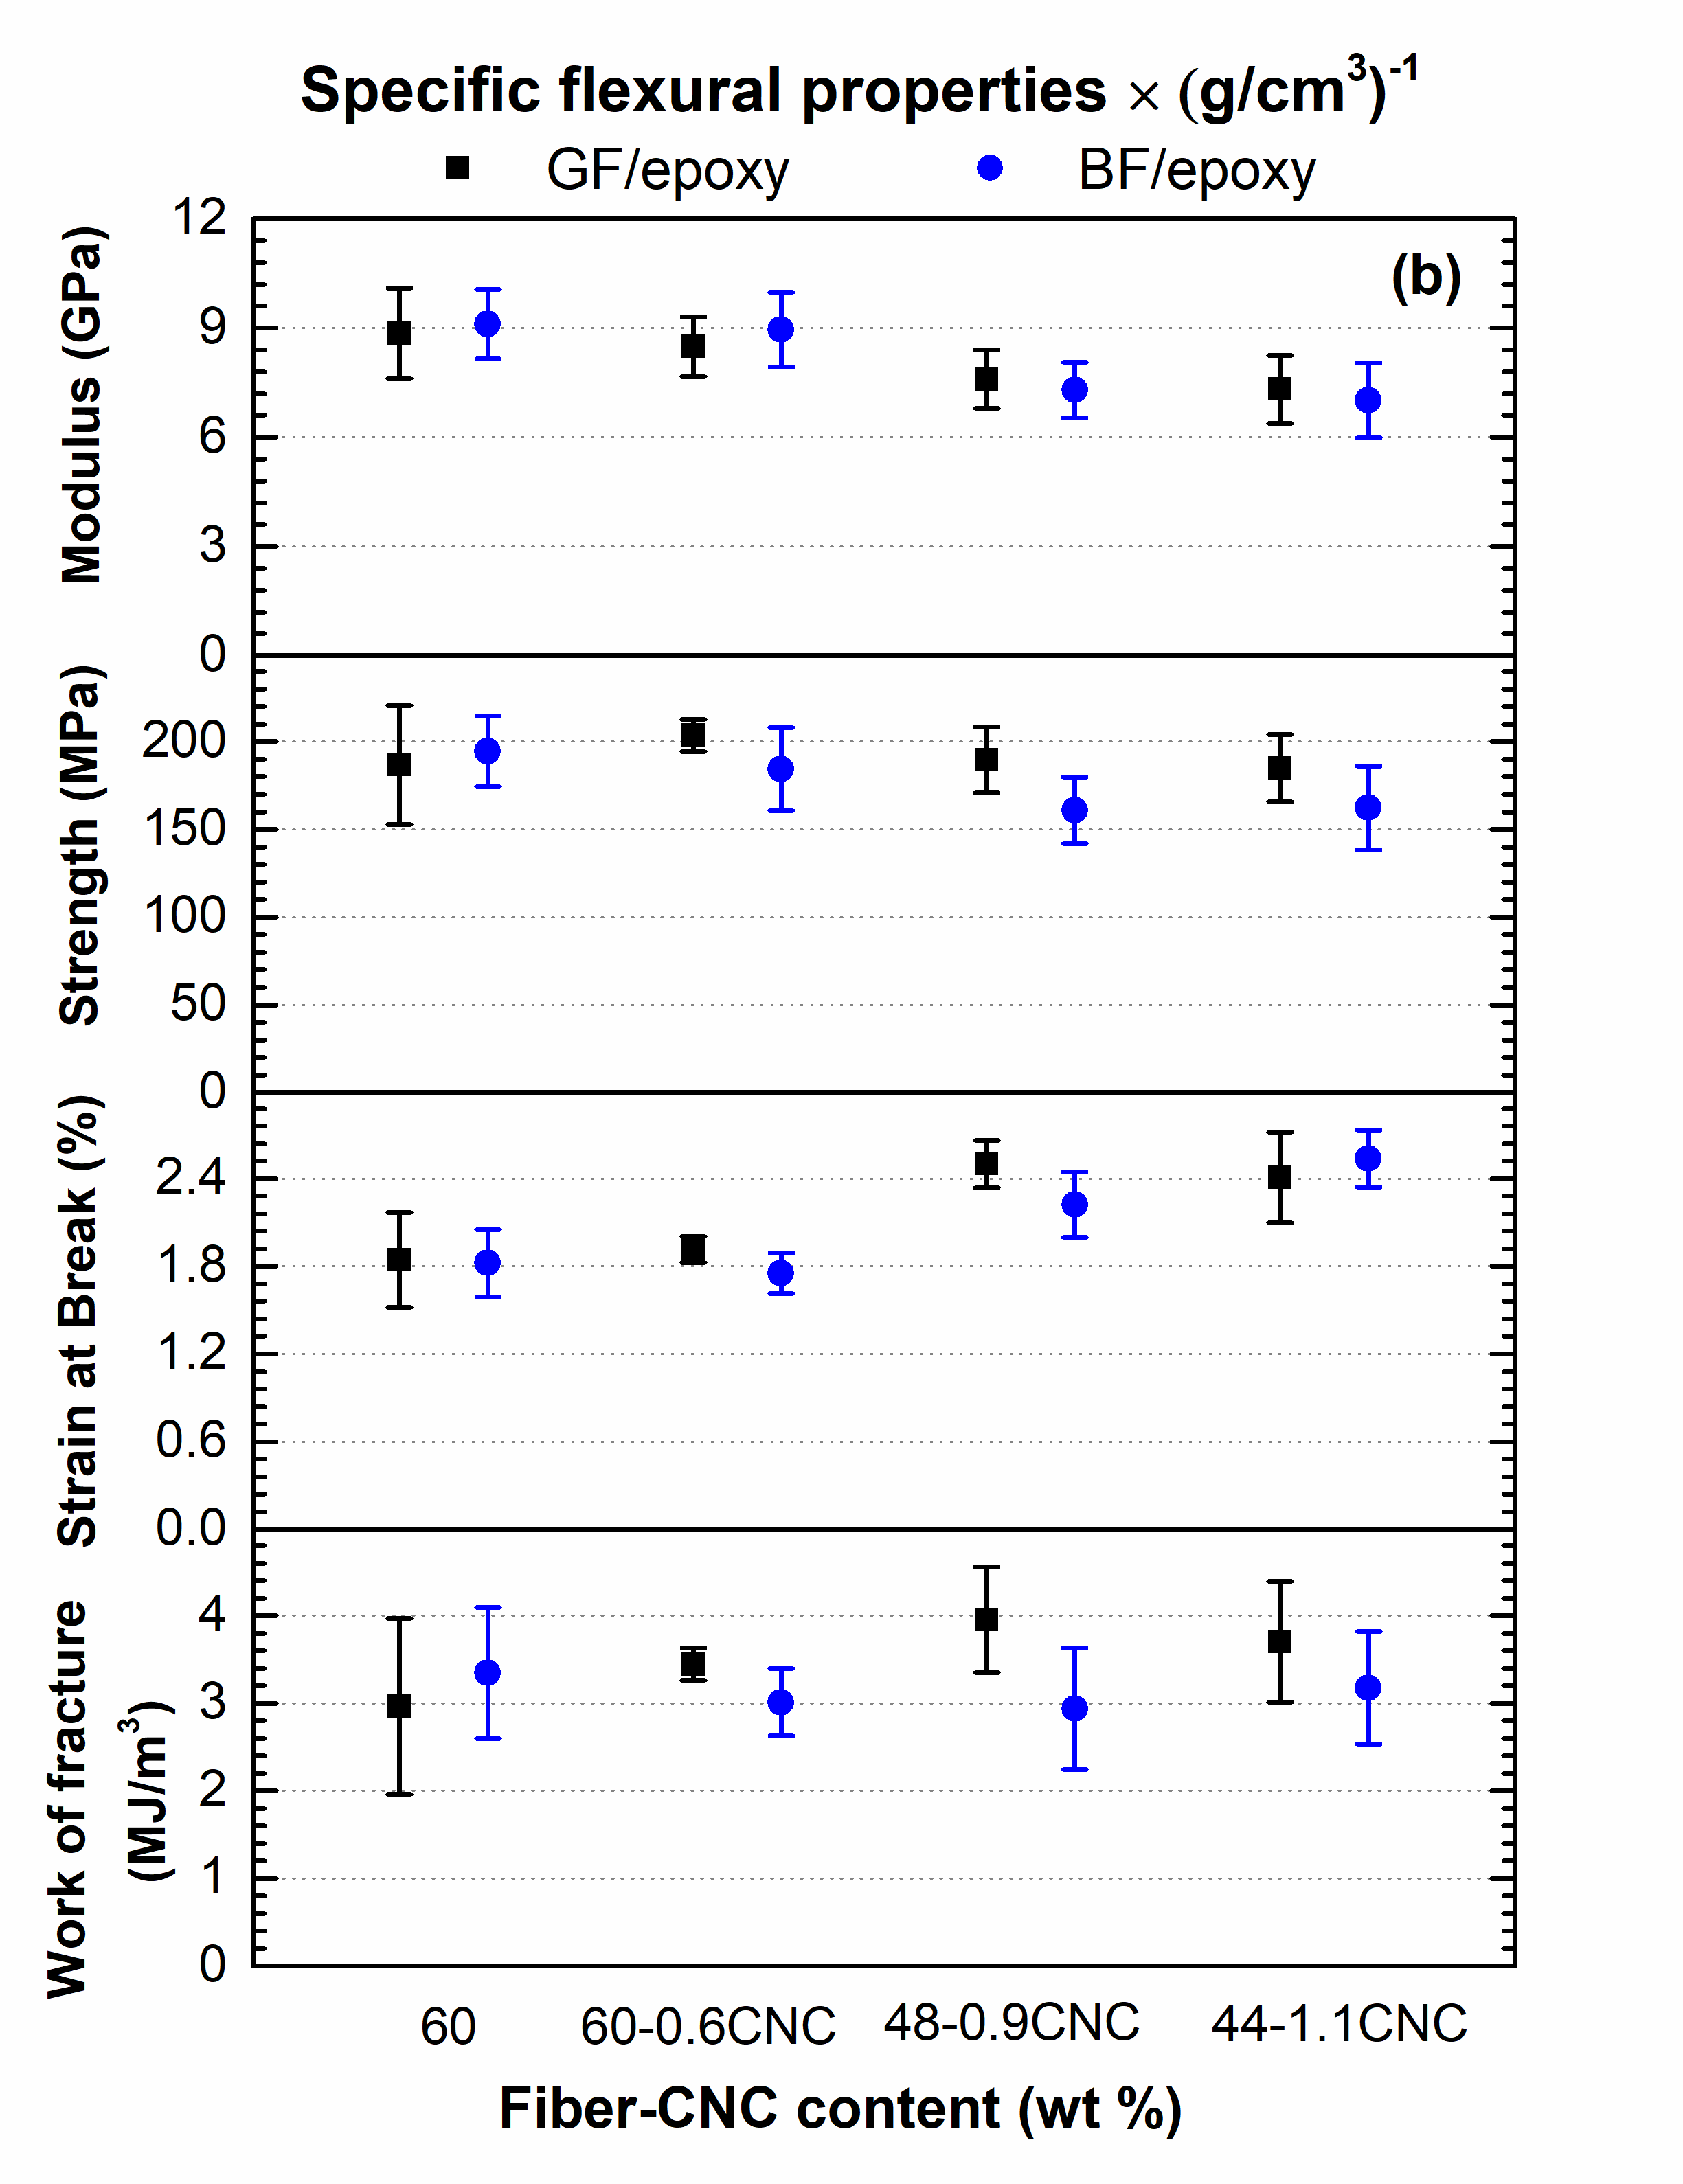 Specific flexural properties × (g/cm³)⁻¹
GF/epoxy BF/epoxy
(b)
Modulus (GPa)
12
9
6
3
0
Strength (MPa)
200
150
100
50
0
Strain at Break (%)
2.4
1.8
1.2
0.6
0.0
Work of fracture
(MJ/m³)
4
3
2
1
0
60 60-0.6CNC 48-0.9CNC 44-1.1CNC
Fiber-CNC content (wt %)